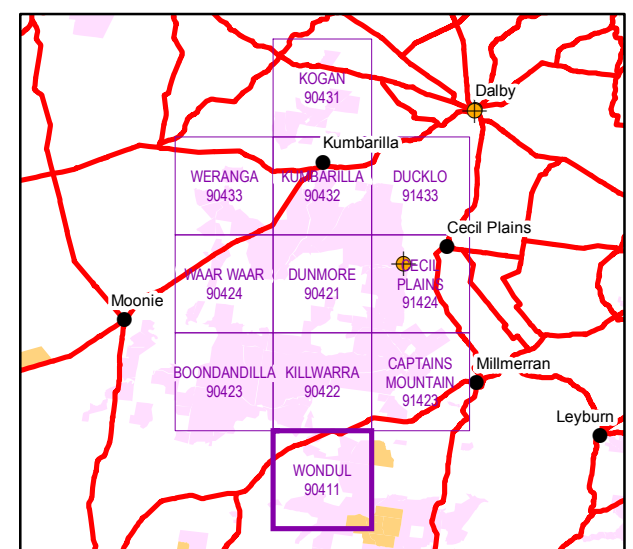 KOGAN
90431
Dalby
Kumbarilla
WERANGA
90433
KUMBARILLA
90432
DUCKLO
91433
Cecil Plains
WAAR WAAR
90424
DUNMORE
90421
CECIL
PLAINS
91424
Moonie
BOONDANDILLA
90423
KILLWARRA
90422
CAPTAINS
MOUNTAIN
91423
Millmerran
Leyburn
WONDUL
90411